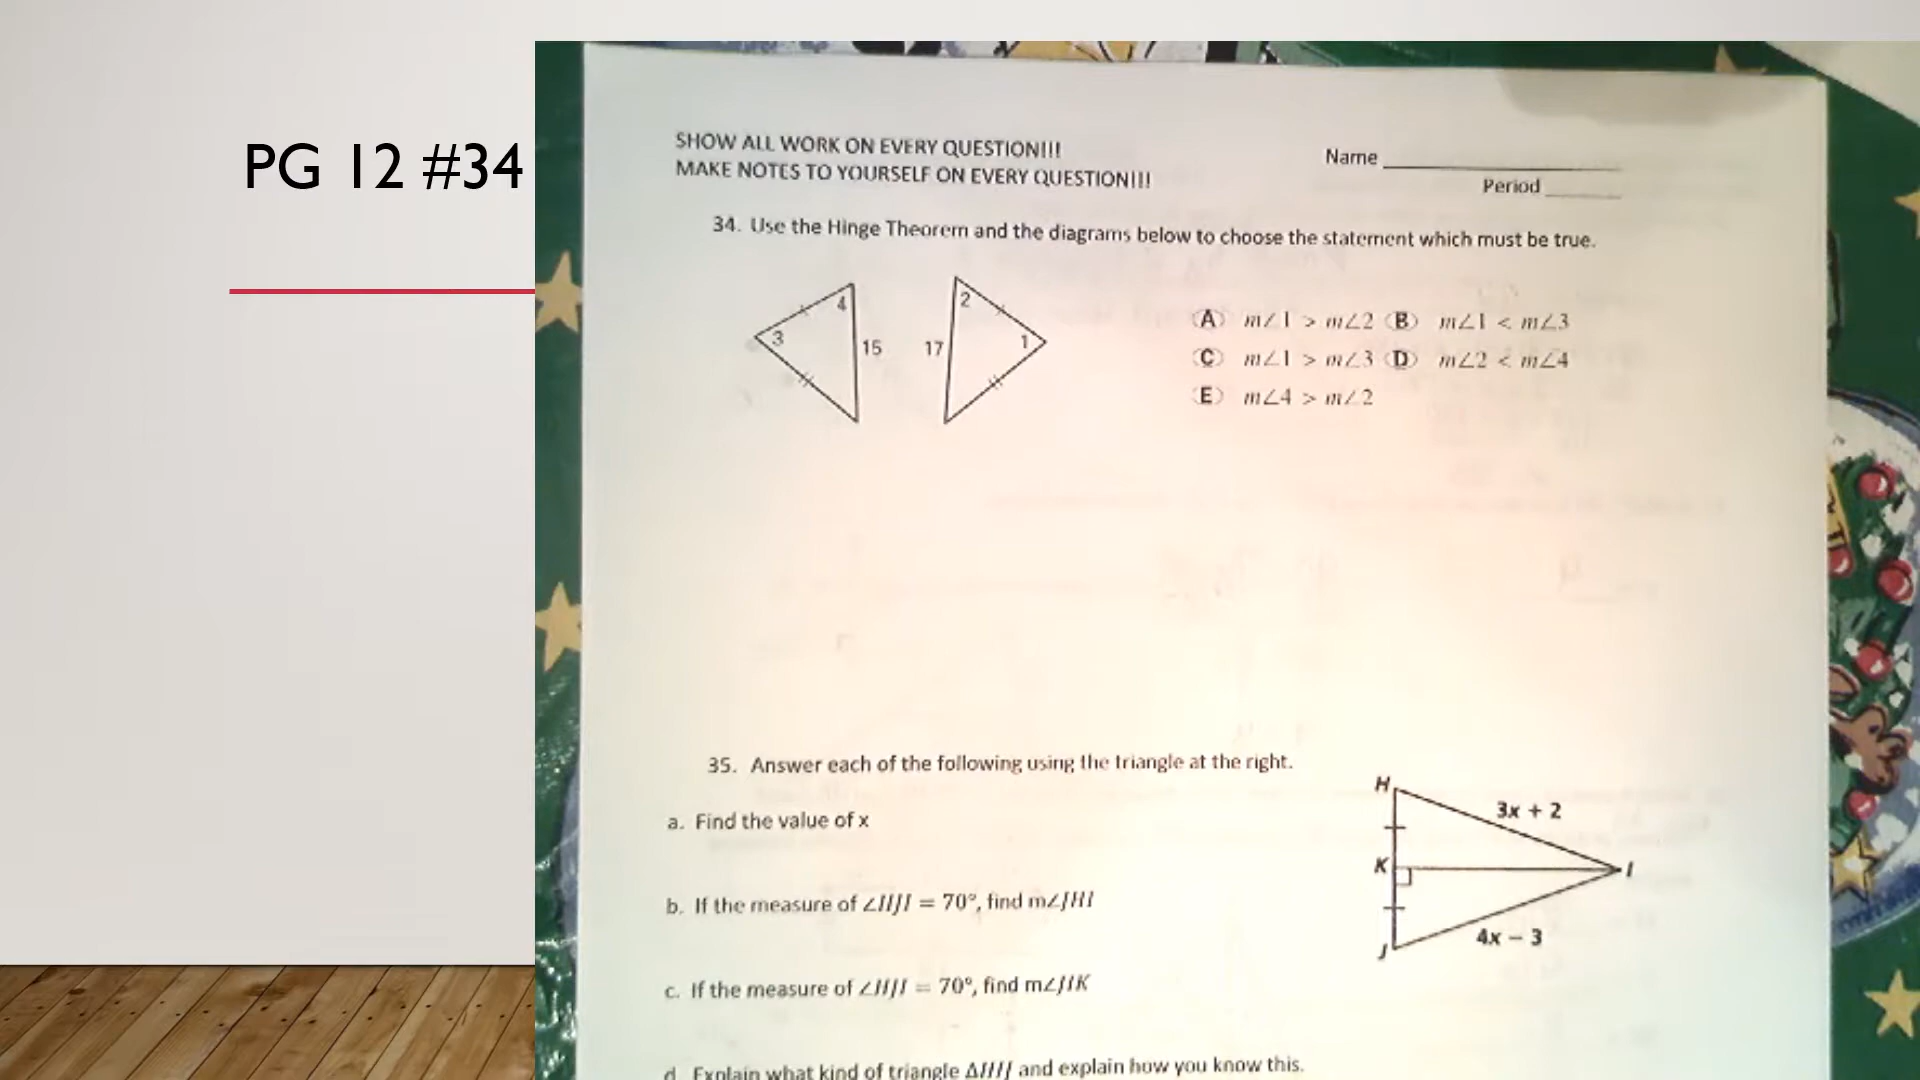 PG 12 #34
SHOW ALL WORK ON EVERY QUESTION!!!
MAKE NOTES TO YOURSELF ON EVERY QUESTION!!!
Name
Period
34. Use the Hinge Theorem and the diagrams below to choose the statement which must be true.
4
3
15
2
17
1
(A) m∠1 > m∠2 (B) m∠1 < m∠3
(C) m∠1 > m∠3 (D) m∠2 < m∠4
(E) m∠4 > m∠2
35. Answer each of the following using the triangle at the right.
H
3x + 2
K
I
4x – 3
J
a. Find the value of x
b. If the measure of ∠HJI = 70°, find m∠JHI
c. If the measure of ∠HJI = 70°, find m∠JIK
d. Explain what kind of triangle ΔHIJ and explain how you know this.